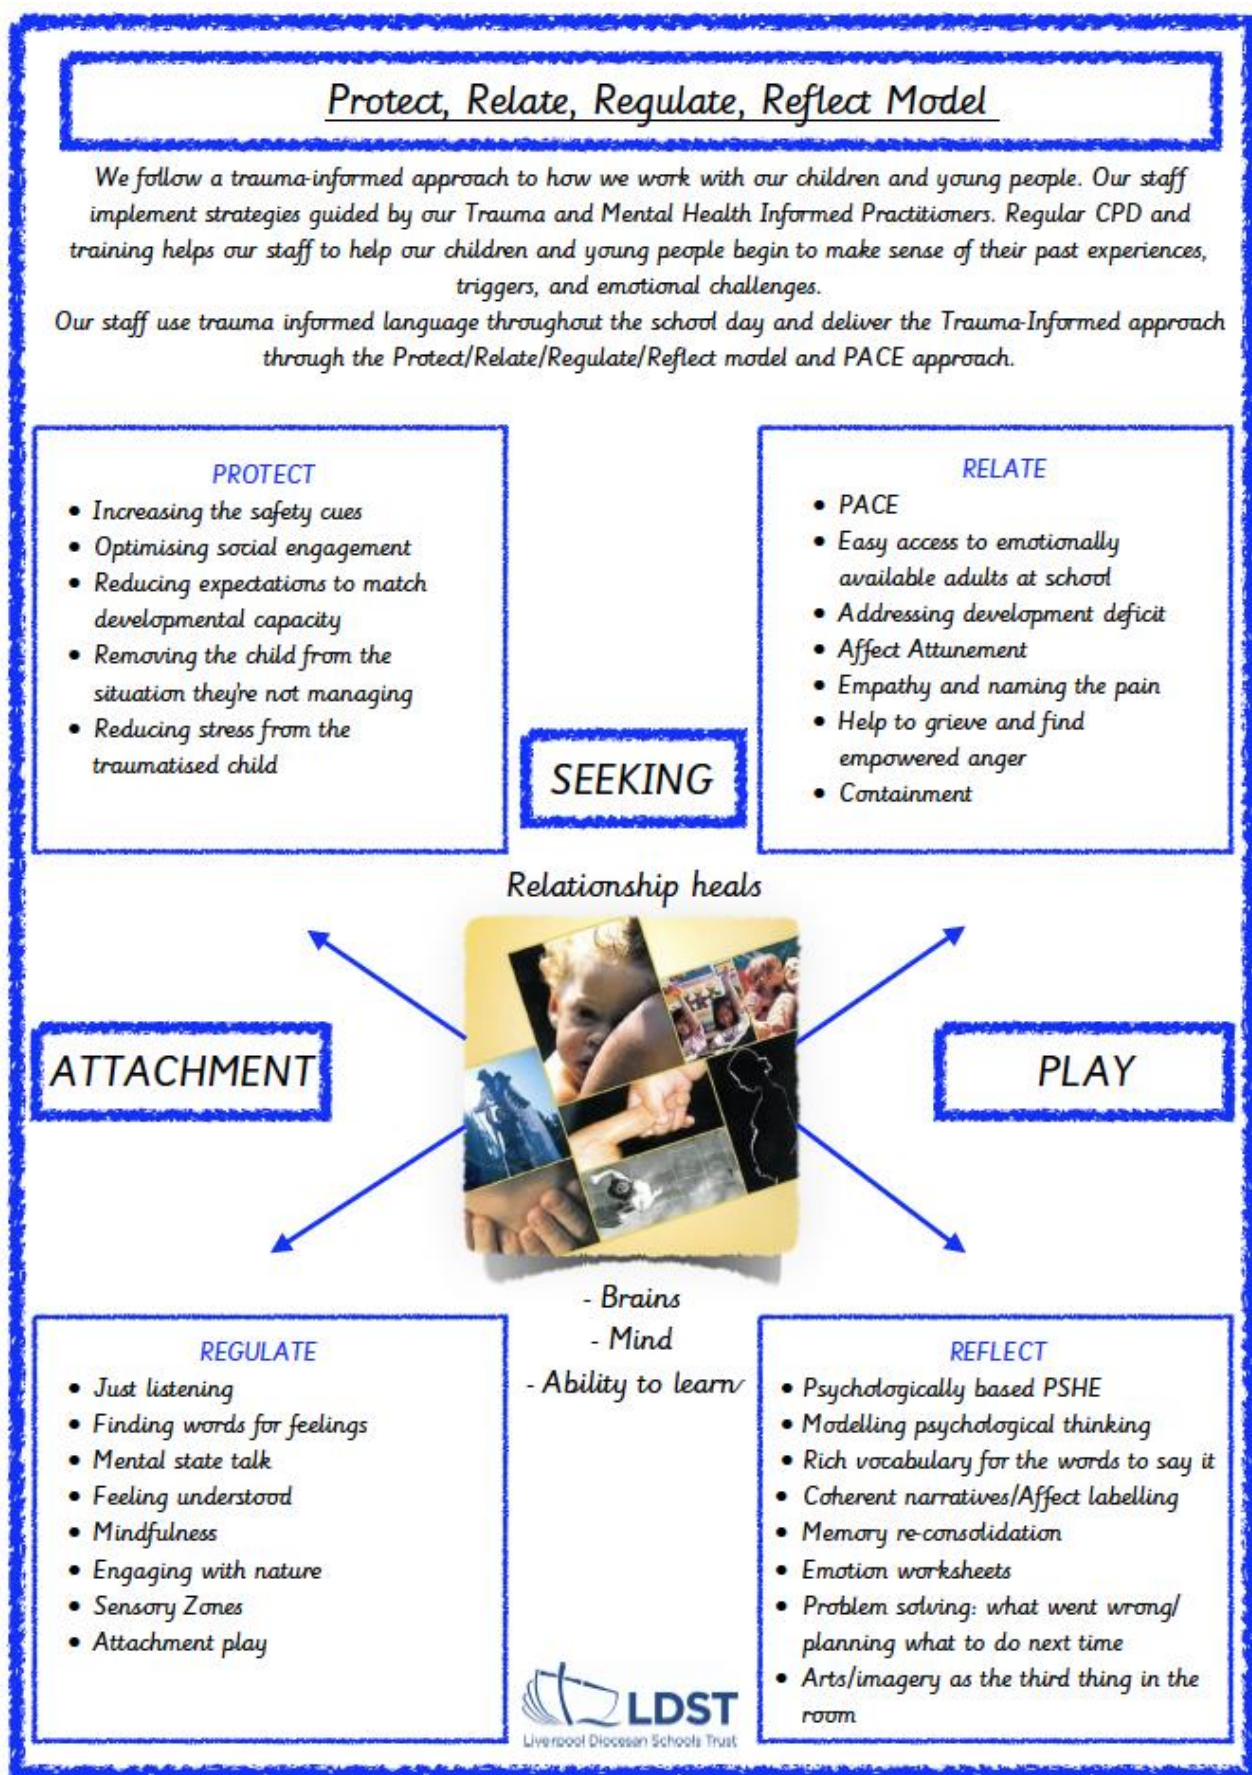 Protect, Relate, Regulate, Reflect Model
We follow a trauma-informed approach to how we work with our children and young people. Our staff
implement strategies guided by our Trauma and Mental Health Informed Practitioners. Regular CPD and
training helps our staff to help our children and young people begin to make sense of their past experiences,
triggers, and emotional challenges.
Our staff use trauma informed language throughout the school day and deliver the Trauma-Informed approach
through the Protect/Relate/Regulate/Reflect model and PACE approach.
PROTECT
• Increasing the safety cues
• Optimising social engagement
• Reducing expectations to match
developmental capacity
• Removing the child from the
situation they're not managing
• Reducing stress from the
traumatised child
RELATE
• PACE
• Easy access to emotionally
available adults at school
• Addressing development deficit
• Affect Attunement
• Empathy and naming the pain
• Help to grieve and find
empowered anger
• Containment
SEEKING
Relationship heals
ATTACHMENT
PLAY
- Brains
- Mind
- Ability to learn
REGULATE
• Just listening
• Finding words for feelings
• Mental state talk
• Feeling understood
• Mindfulness
• Engaging with nature
• Sensory Zones
• Attachment play
REFLECT
• Psychologically based PSHE
• Modelling psychological thinking
• Rich vocabulary for the words to say it
• Coherent narratives/Affect labelling
• Memory re-consolidation
• Emotion worksheets
• Problem solving: what went wrong/
planning what to do next time
• Arts/imagery as the third thing in the
room
LDST
Liverpool Diocesan Schools Trust